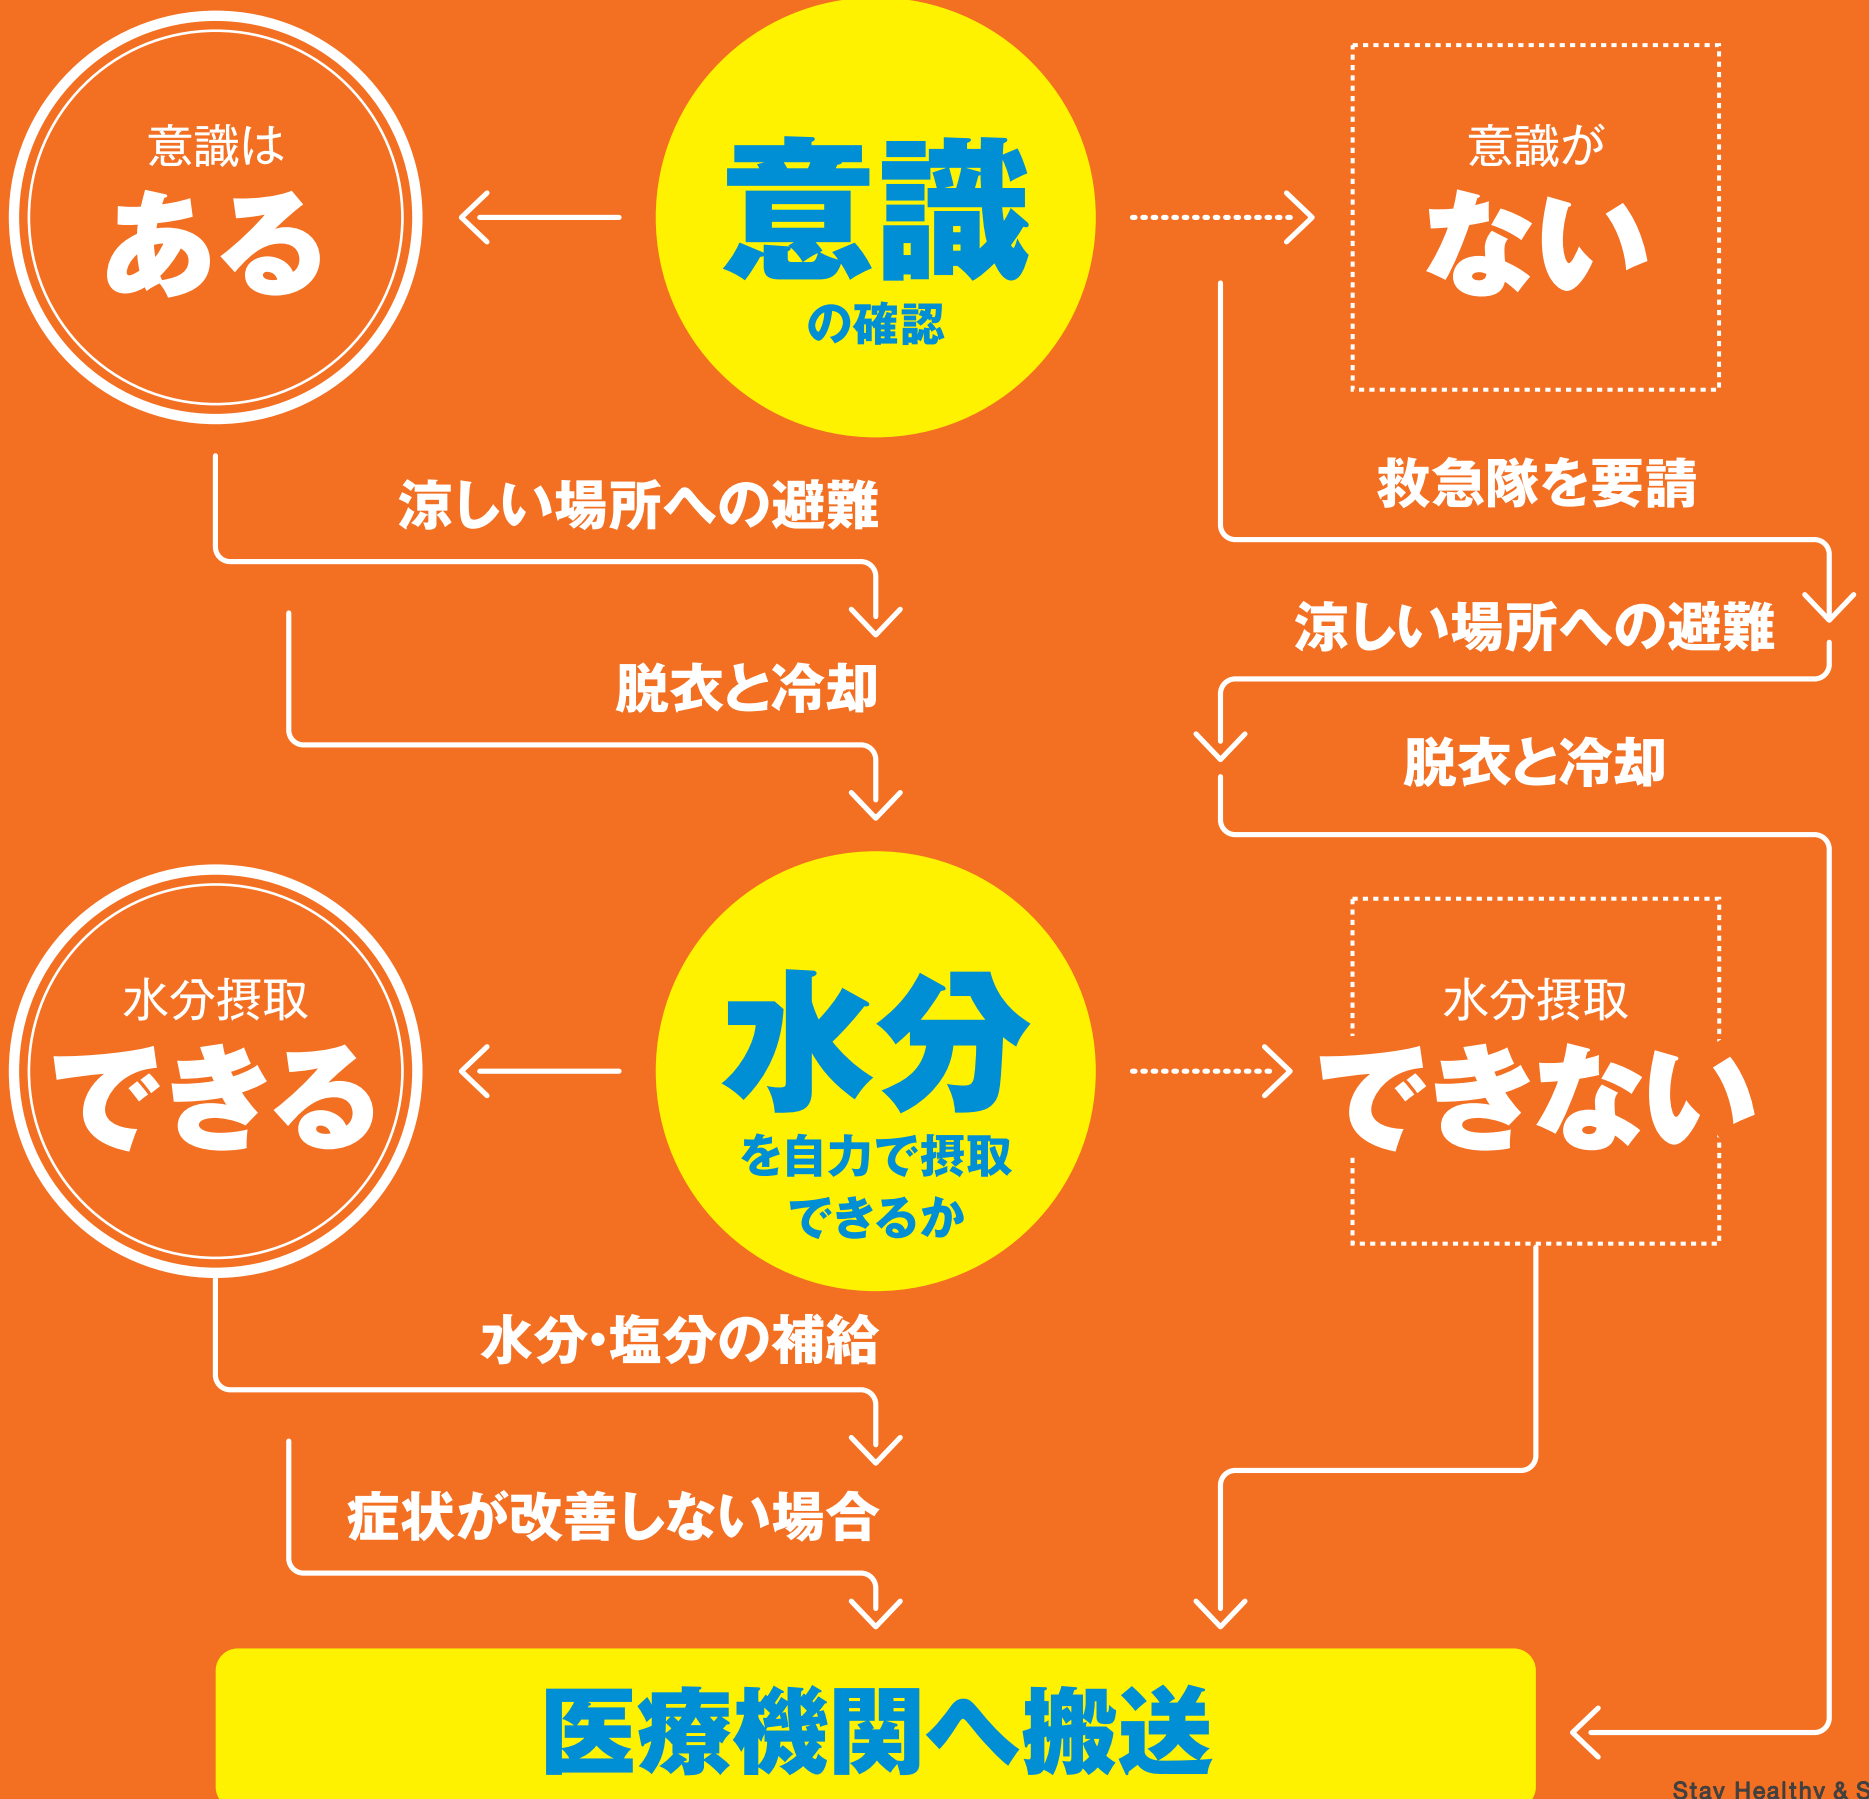 意識は
ある
意識
の確認
意識が
ない
涼しい場所への避難
脱衣と冷却
救急隊を要請
涼しい場所への避難
脱衣と冷却
水分摂取
できる
水分
を自力で摂取
できるか
水分摂取
できない
水分・塩分の補給
症状が改善しない場合
医療機関へ搬送
Stay Healthy & S